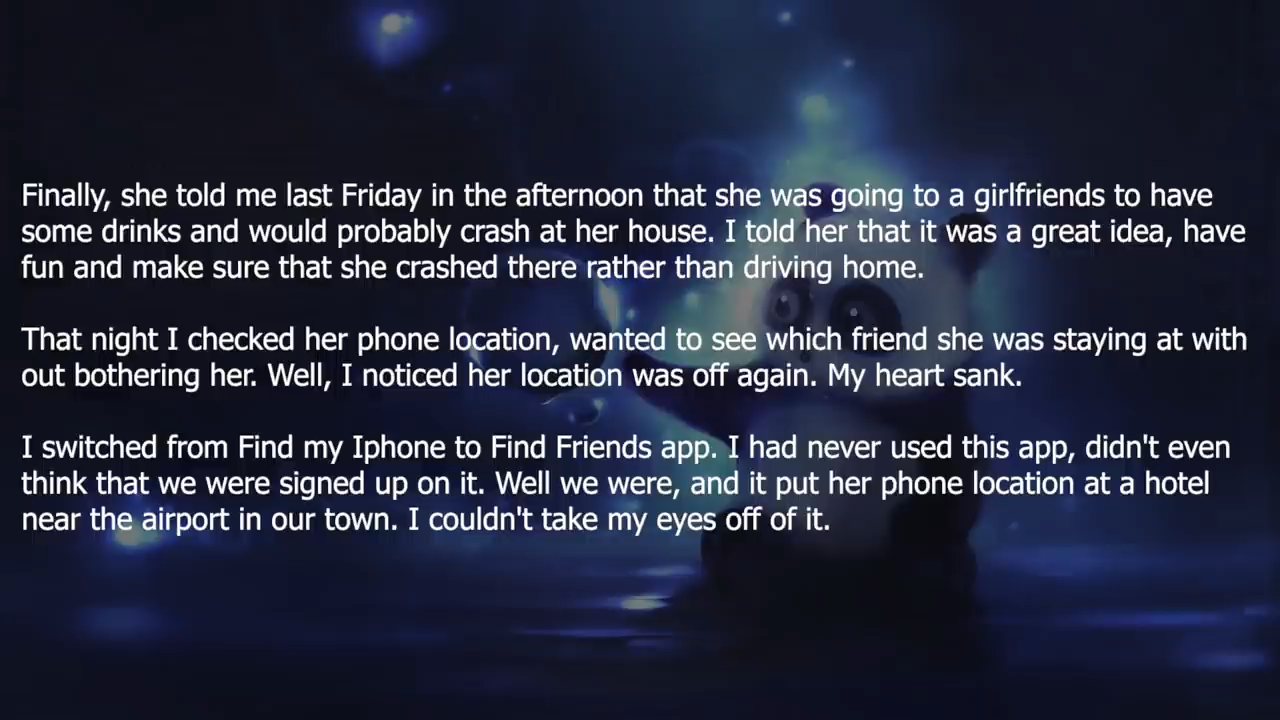 Finally, she told me last Friday in the afternoon that she was going to a girlfriends to have
some drinks and would probably crash at her house. I told her that it was a great idea, have
fun and make sure that she crashed there rather than driving home.
That night I checked her phone location, wanted to see which friend she was staying at with
out bothering her. Well, I noticed her location was off again. My heart sank.
I switched from Find my Iphone to Find Friends app. I had never used this app, didn't even
think that we were signed up on it. Well we were, and it put her phone location at a hotel
near the airport in our town. I couldn't take my eyes off of it.